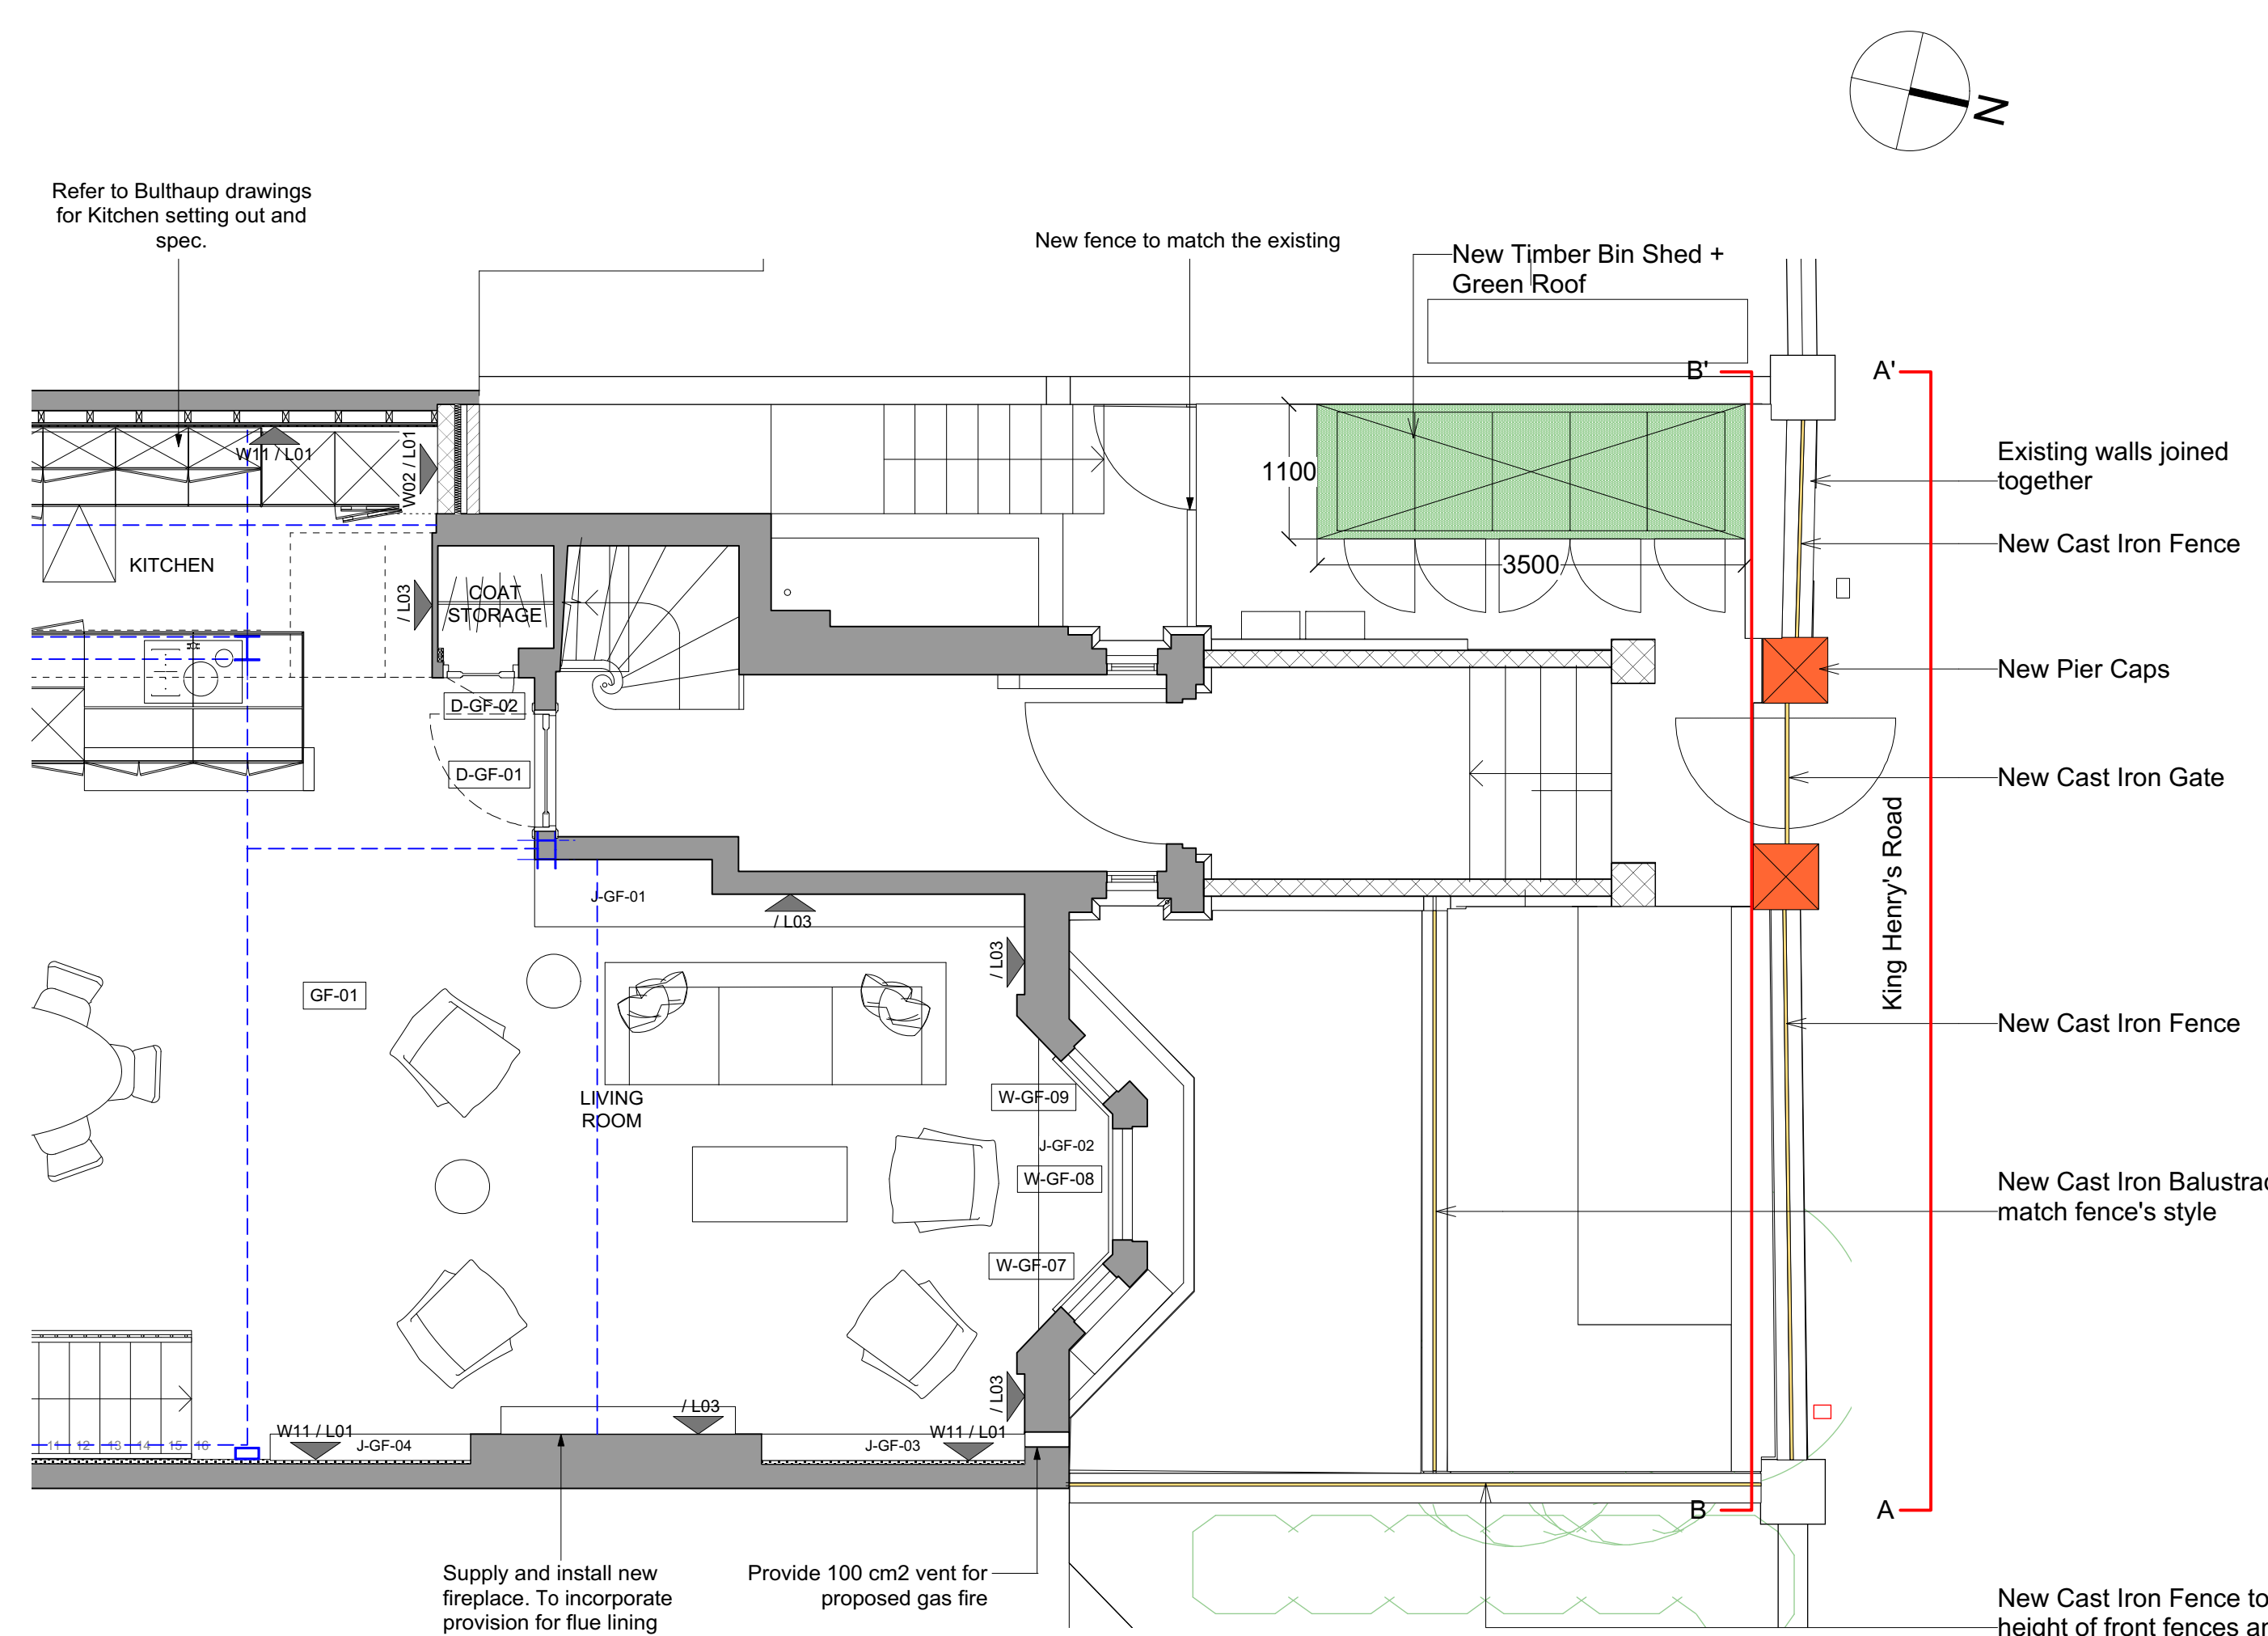 N
Refer to Bulthaup drawings
for Kitchen setting out and
spec.
New fence to match the existing
New Timber Bin Shed +
Green Roof
B'
A'
W11 / L01
W02 / L01
1100
3500
Existing walls joined
together
New Cast Iron Fence
KITCHEN
/ L03
COAT
STORAGE
New Pier Caps
D-GF-02
D-GF-01
New Cast Iron Gate
King Henry's Road
J-GF-01
/ L03
/ L03
GF-01
New Cast Iron Fence
LIVING
ROOM
W-GF-09
J-GF-02
W-GF-08
W-GF-07
New Cast Iron
match fence's style
/ L03
/ L03
W11 / L01
J-GF-04
J-GF-03
W11 / L01
11 12 13 14 15 16
B
A
Supply and install new
fireplace. To incorporate
provision for flue lining
Provide 100 cm2 vent for
proposed gas fire
New Cast Iron Fence to
height of front fences